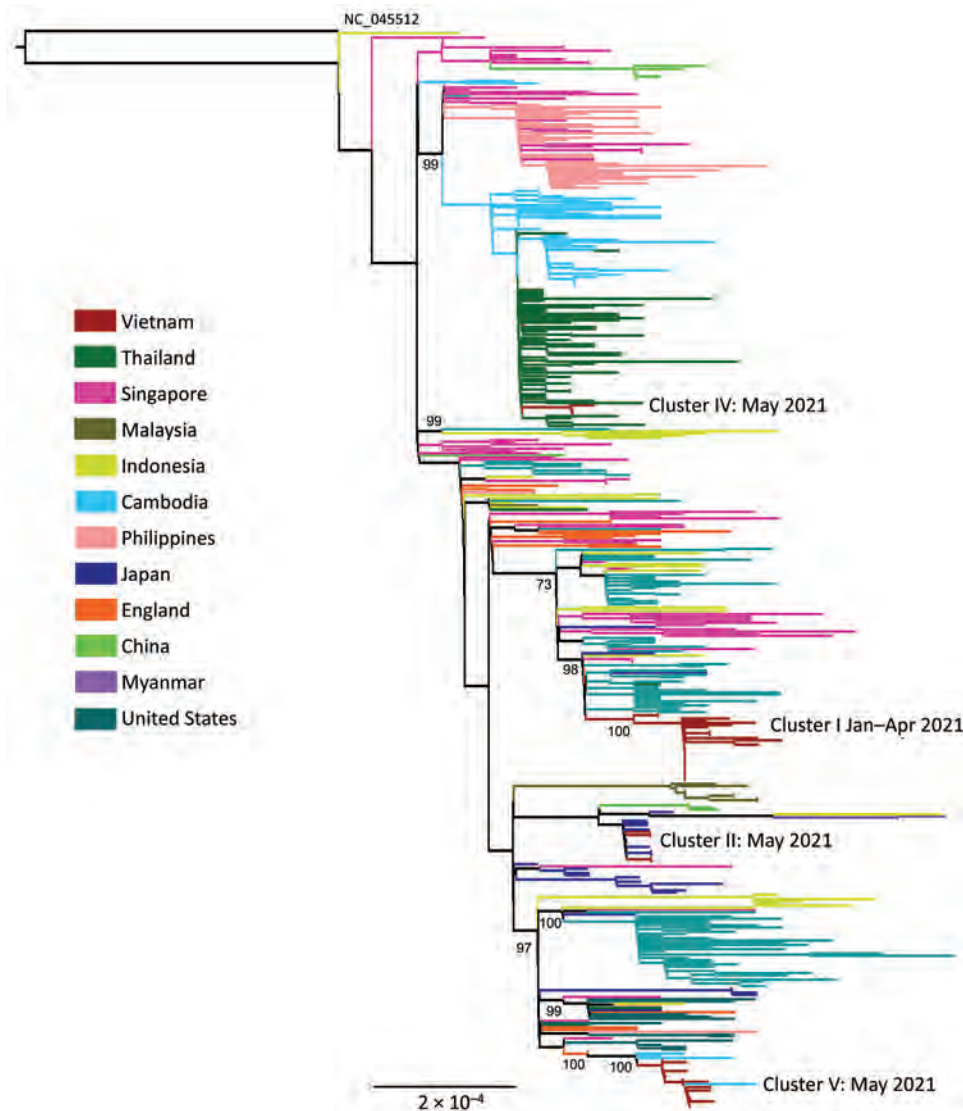 NC_045512
99
Vietnam
Thailand
Singapore
Malaysia
Indonesia
Cambodia
Philippines
Japan
England
China
Myanmar
United States
Cluster IV: May 2021
99
73
98
Cluster I Jan–Apr 2021
100
Cluster II: May 2021
100
97
99
100 100
Cluster V: May 2021
2 × 10⁻⁴